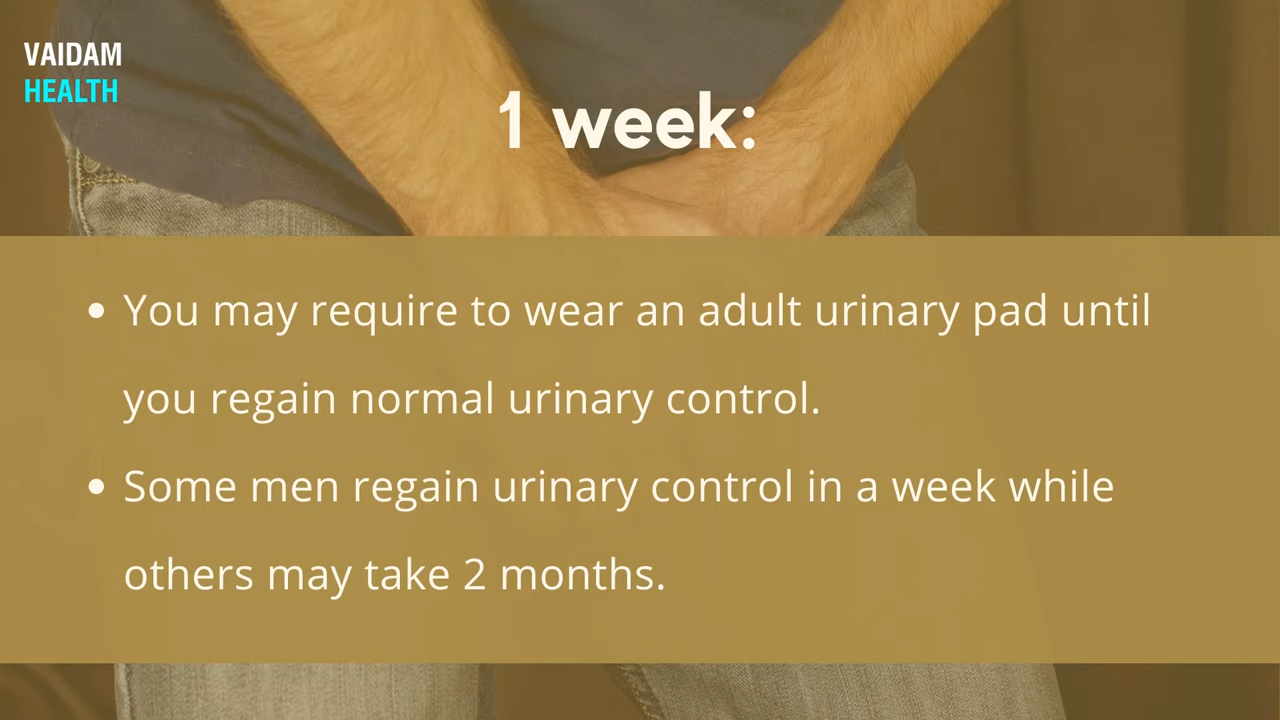 VAIDAM
HEALTH
1 week:
• You may require to wear an adult urinary pad until
you regain normal urinary control.
• Some men regain urinary control in a week while
others may take 2 months.